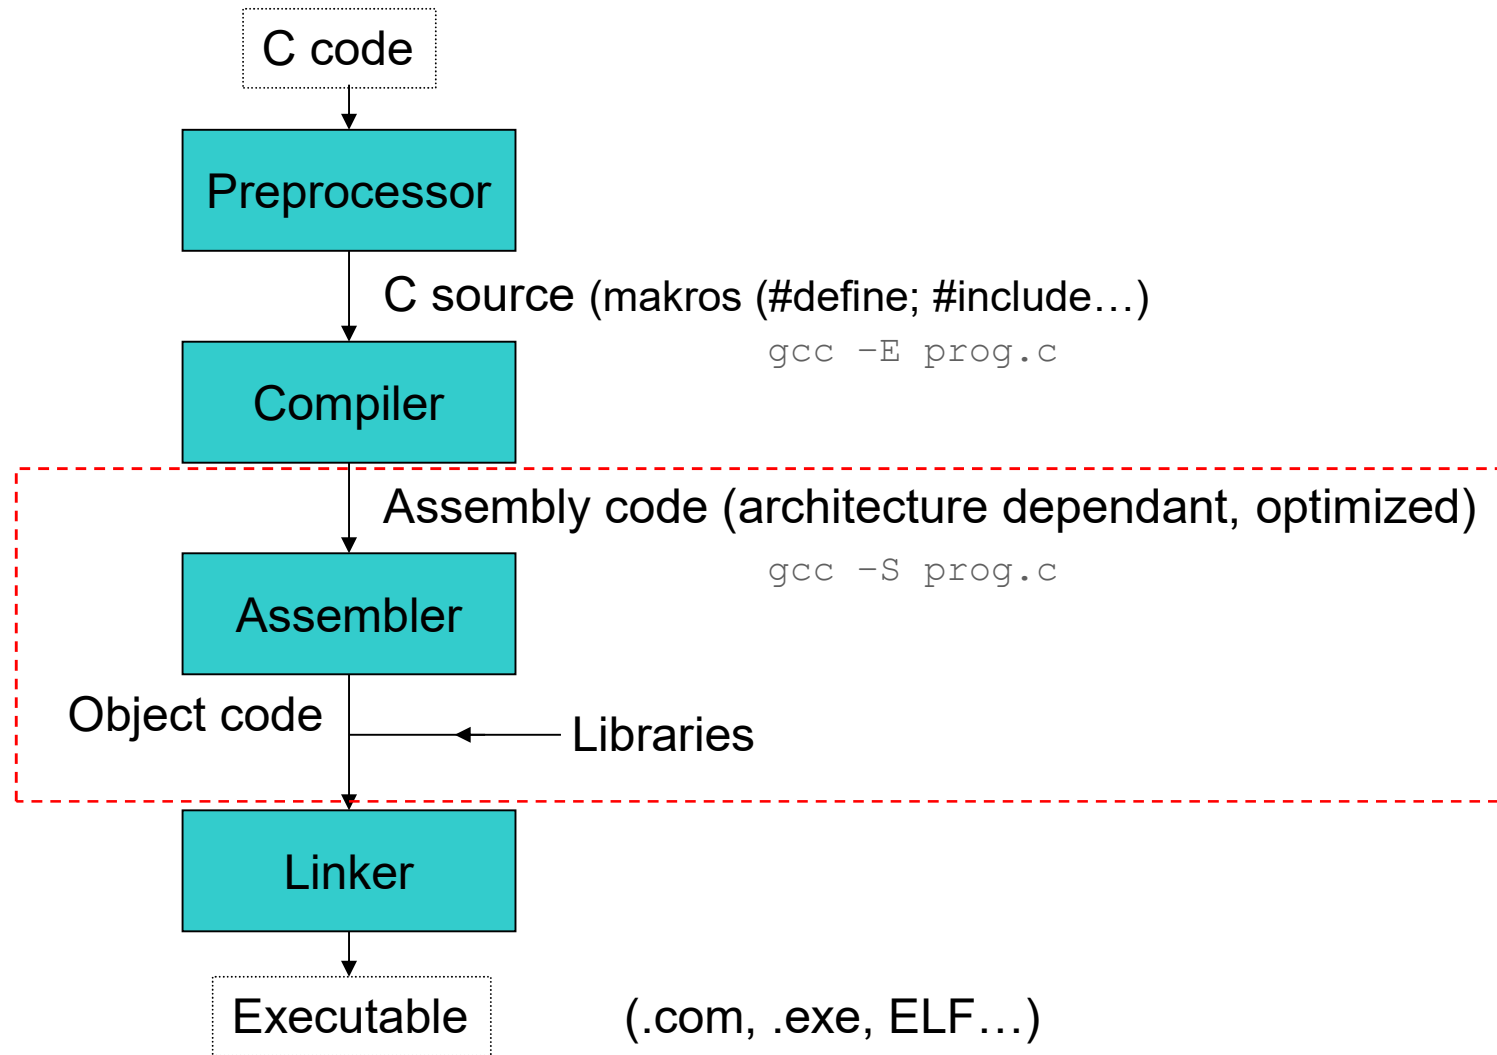 C code
Preprocessor
C source (makros (#define; #include…)
gcc –E prog.c
Compiler
Assembly code (architecture dependant, optimized)
gcc –S prog.c
Assembler
Object code
Libraries
Linker
Executable
(.com, .exe, ELF…)